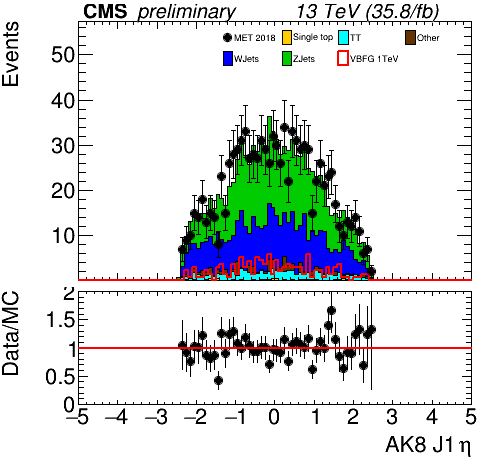 CMS preliminary 13 TeV (35.8/fb)
Events
MET 2018 Single top TT Other
WJets ZJets VBFG 1TeV
50
40
30
20
10
Data/MC
2
1.5
1
0.5
0
−5 −4 −3 −2 −1 0 1 2 3 4 5
AK8 J1 η